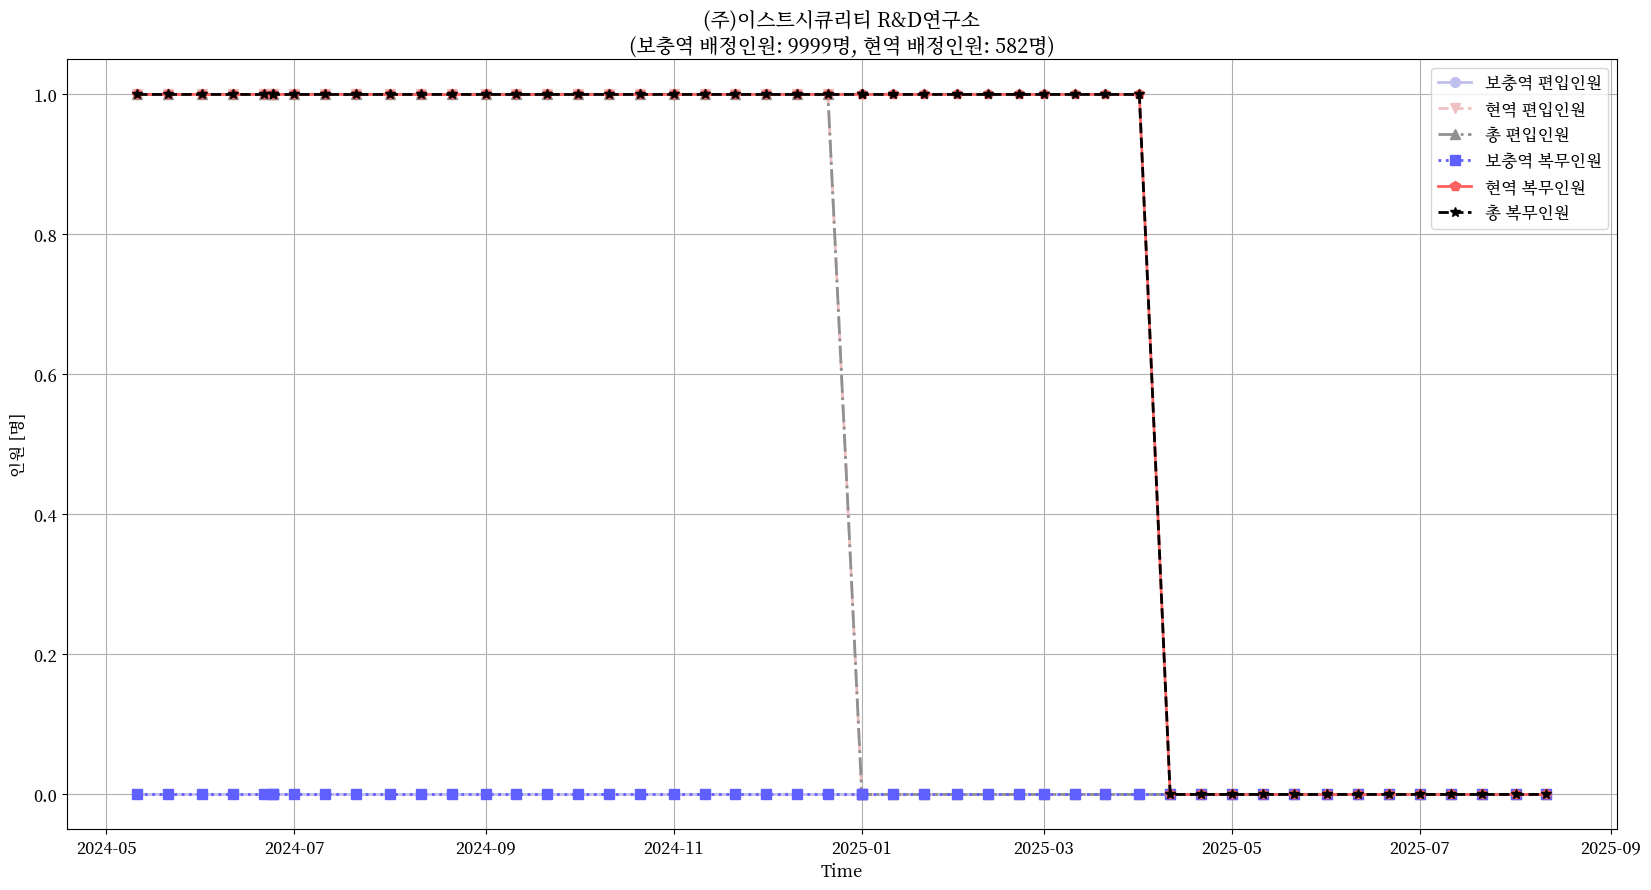 (주)이스트시큐리티 R&D연구소
(보충역 배정인원: 9999명, 현역 배정인원: 582명)
보충역 편입인원
현역 편입인원
총 편입인원
보충역 복무인원
현역 복무인원
총 복무인원
인원 [명]
1.0
0.8
0.6
0.4
0.2
0.0
2024-05 2024-07 2024-09 2024-11 2025-01 2025-03 2025-05 2025-07 2025-09
Time